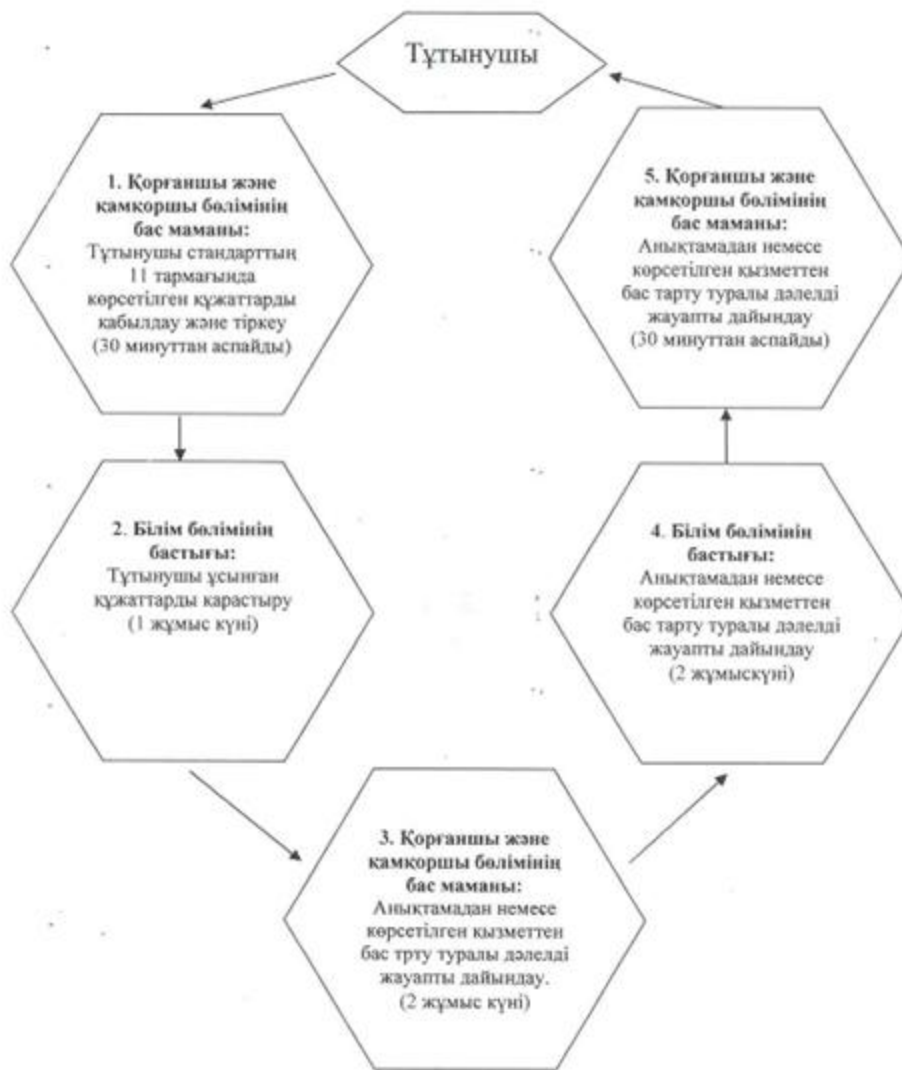 Тұтынушы
1. Қорғаншы және
қамқоршы бөлімінің
бас маманы:
Тұтынушы стандарттың
11 тармағында
көрсетілген құжаттарды
қабылдау және тіркеу
(30 минуттан аспайды)
2. Білім бөлімінің
бастығы:
Тұтынушы ұсынған
құжаттарды қарастыру
(1 жұмыс күні)
3. Қорғаншы және
қамқоршы бөлімінің
бас маманы:
Анықтамадан немесе
көрсетілген қызметтен
бас трту туралы дәлелді
жауапты дайындау.
(2 жұмыс күні)
4. Білім бөлімінің
бастығы:
Анықтамадан немесе
көрсетілген қызметтен
бас тарту туралы дәлелді
жауапты дайындау
(2 жұмыскүні)
5. Қорғаншы және
қамқоршы бөлімінің
бас маманы:
Анықтамадан немесе
көрсетілген қызметтен
бас тарту туралы дәлелді
жауапты дайындау
(30 минуттан аспайды)